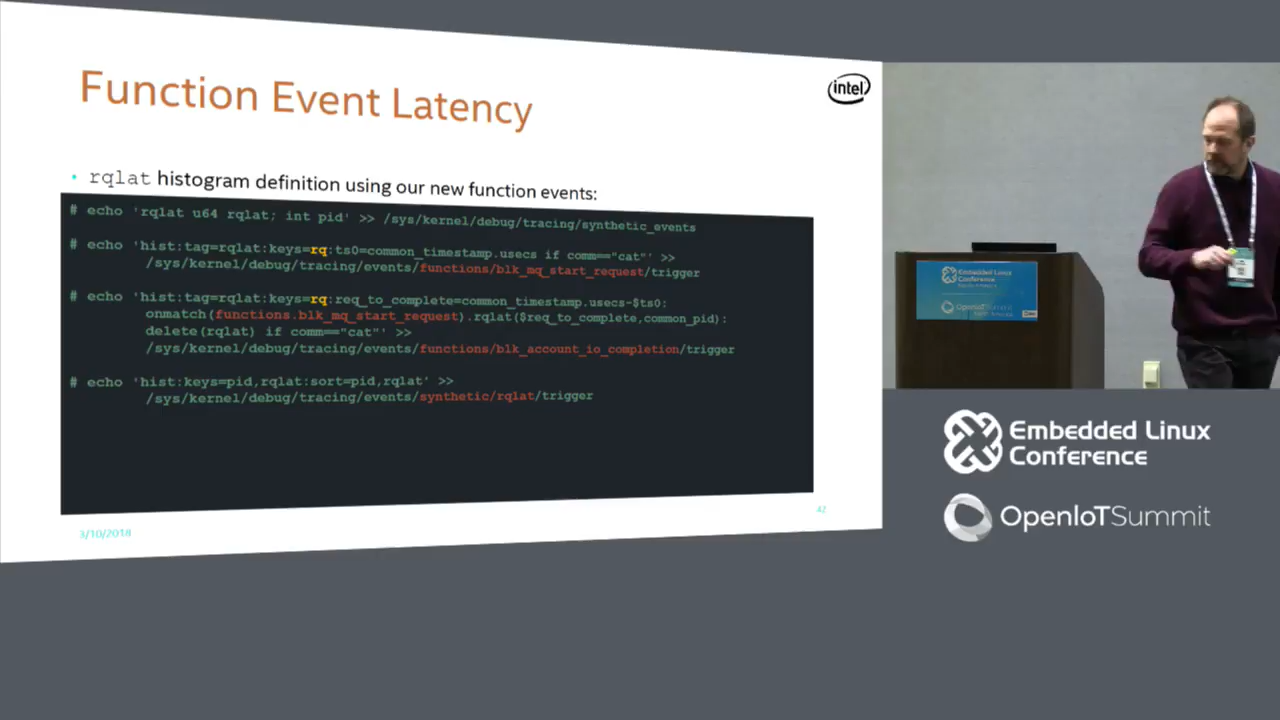 Function Event Latency
intel
• rqlat histogram definition using our new function events:
# echo 'rqlat u64 rqlat; int pid' >> /sys/kernel/debug/tracing/synthetic_events
# echo 'hist:tag=rqlat:keys=rq:ts0=common_timestamp.usecs if comm=="cat"' >>
/sys/kernel/debug/tracing/events/functions/blk_mq_start_request/trigger
# echo 'hist:tag=rqlat:keys=rq:req_to_complete=common_timestamp.usecs-$ts0:
onmatch(functions.blk_mq_start_request).rqlat($req_to_complete,common_pid):
delete(rqlat) if comm=="cat"' >>
/sys/kernel/debug/tracing/events/functions/blk_account_io_completion/trigger
# echo 'hist:keys=pid,rqlat:sort=pid,rqlat' >>
/sys/kernel/debug/tracing/events/synthetic/rqlat/trigger
3/10/2018
Embedded Linux
Conference
OpenIoTSummit
Embedded Linux
Conference
OpenIoTSummit